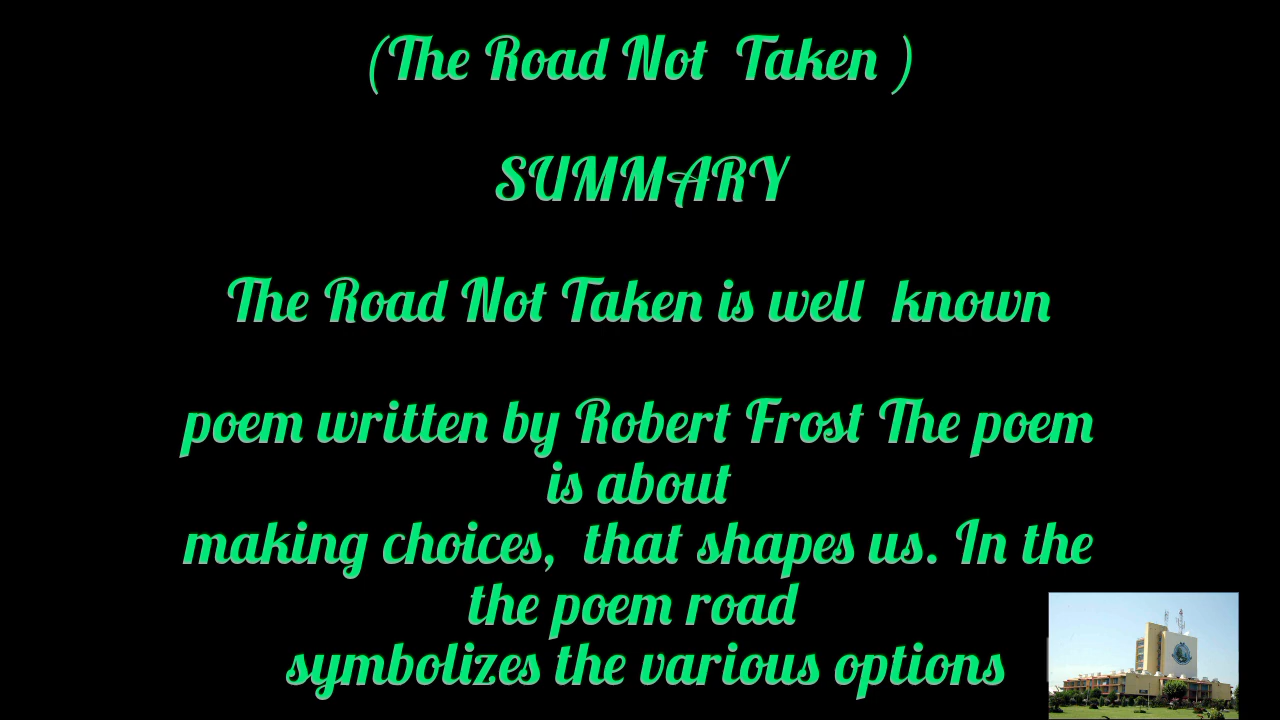 (The Road Not Taken )
SUMMARY
The Road Not Taken is well known
poem written by Robert Frost The poem
is about
making choices, that shapes us. In the
the poem road
symbolizes the various options